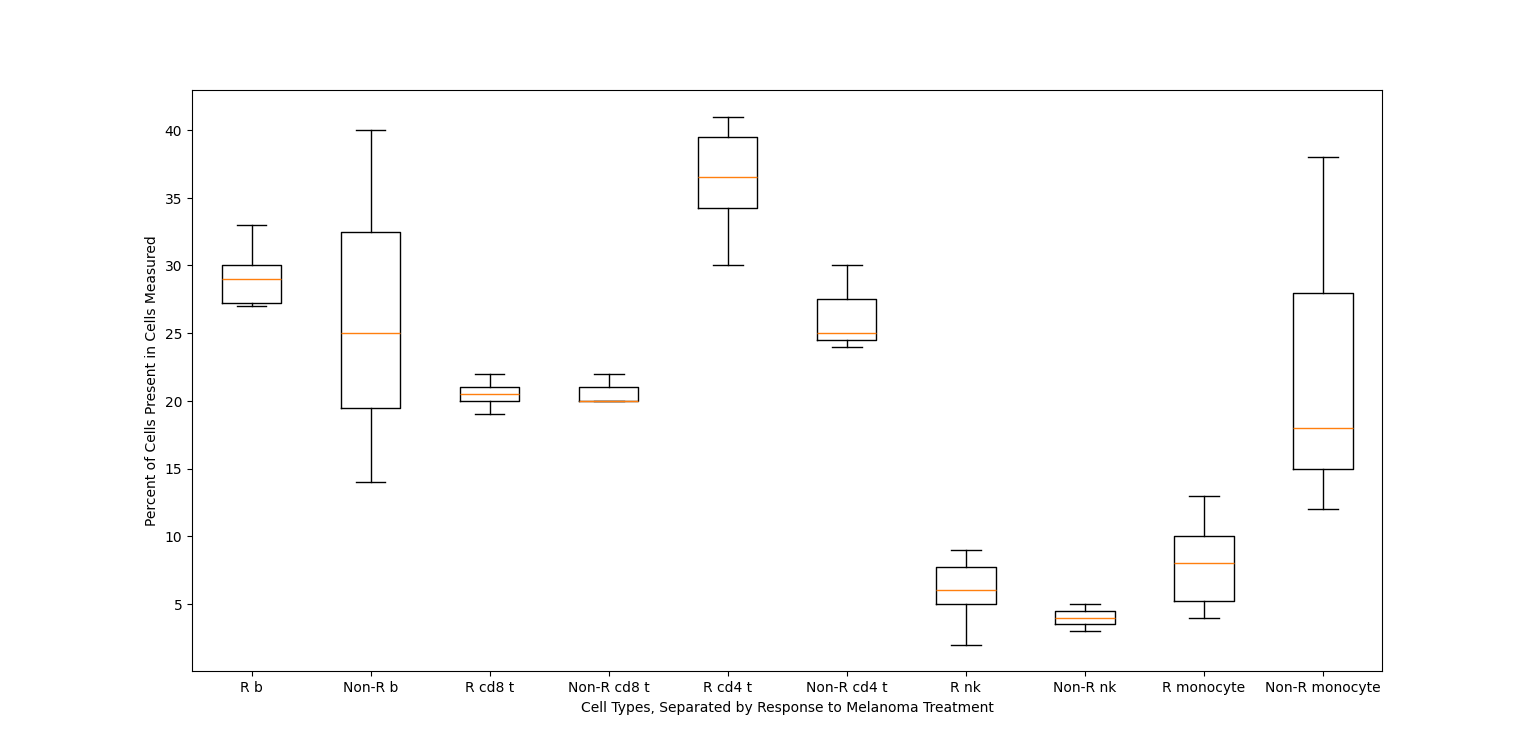 40
35
30
25
20
15
10
5
Percent of Cells Present in Cells Measured
R b
Non-R b
R cd8 t
Non-R cd8 t
R cd4 t
Non-R cd4 t
R nk
Non-R nk
R monocyte
Non-R monocyte
Cell Types, Separated by Response to Melanoma Treatment